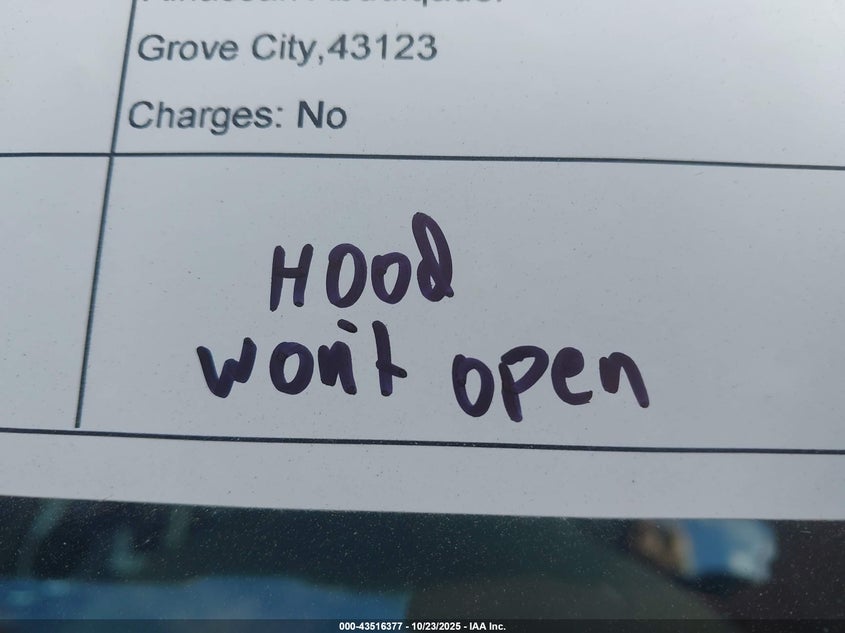 Grove City,43123
Charges: No
Hood
won't open
000-43516377 - 10/23/2025 - IAA Inc.